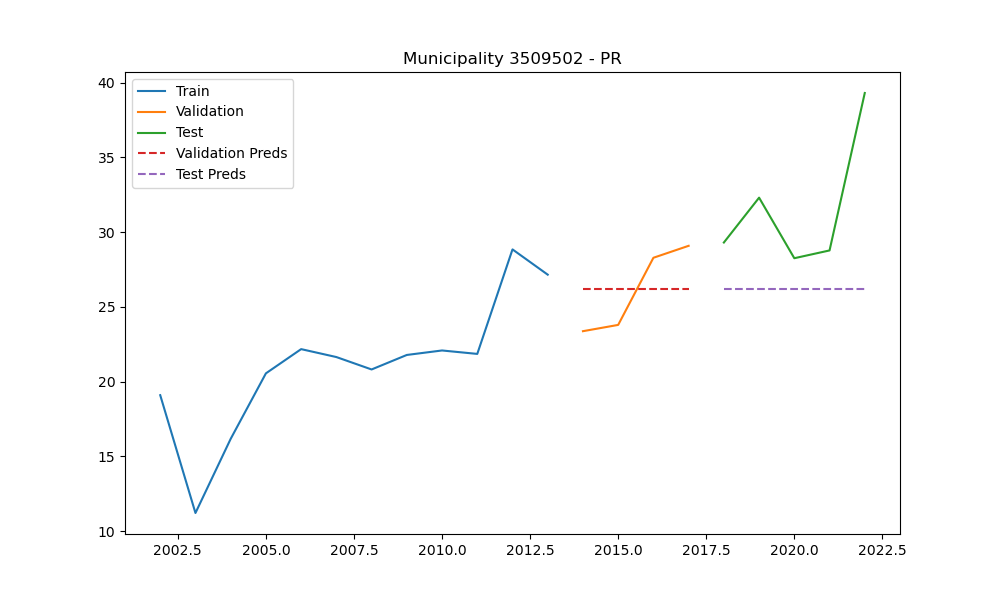 Municipality 3509502 - PR
Train
Validation
Test
Validation Preds
Test Preds
40
35
30
25
20
15
10
2002.5 2005.0 2007.5 2010.0 2012.5 2015.0 2017.5 2020.0 2022.5